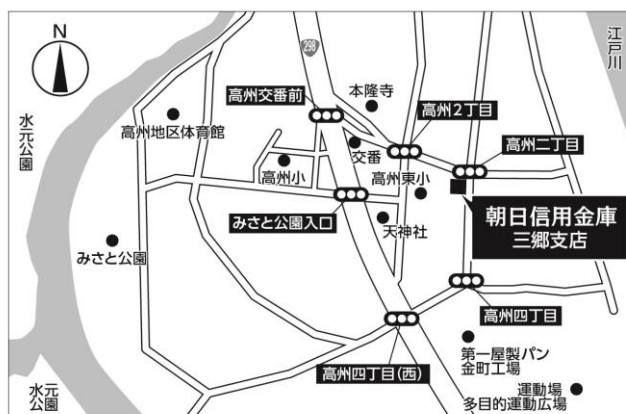 N
298
江戸川
水元公園
高州地区体育館
高州交番前
本隆寺
高州2丁目
交番
高州二丁目
高州小
高州東小
みさと公園入口
天神社
朝日信用金庫
三郷支店
みさと公園
高州四丁目
高州四丁目(西)
第一屋製パン
金町工場
水元
公園
運動場
多目的運動広場